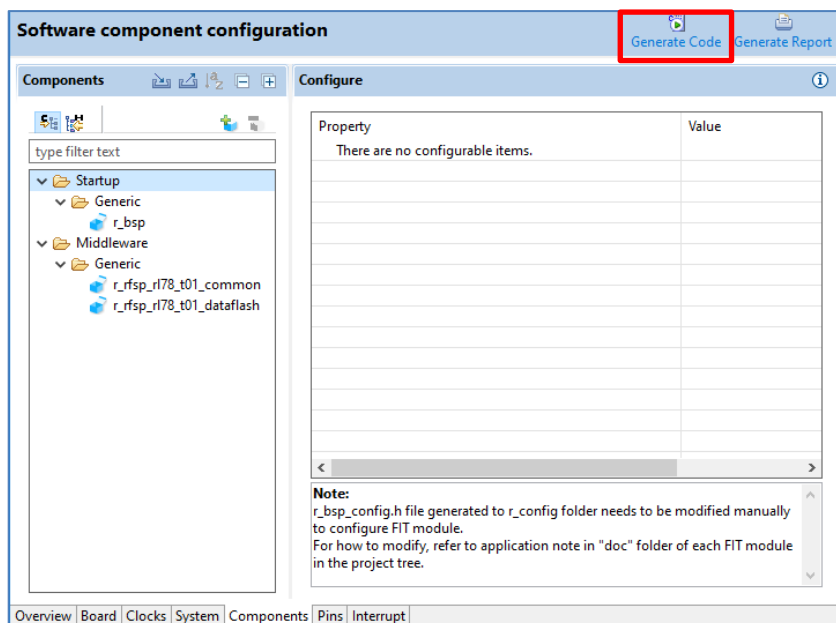 Software component configuration
Generate Code
Generate Report
Components
Configure
type filter text
Startup
Generic
r_bsp
Middleware
Generic
r_rfsp_rl78_t01_common
r_rfsp_rl78_t01_dataflash
Property
Value
There are no configurable items.
Note:
r_bsp_config.h file generated to r_config folder needs to be modified manually
to configure FIT module.
For how to modify, refer to application note in "doc" folder of each FIT module
in the project tree.
Overview
Board
Clocks
System
Components
Pins
Interrupt